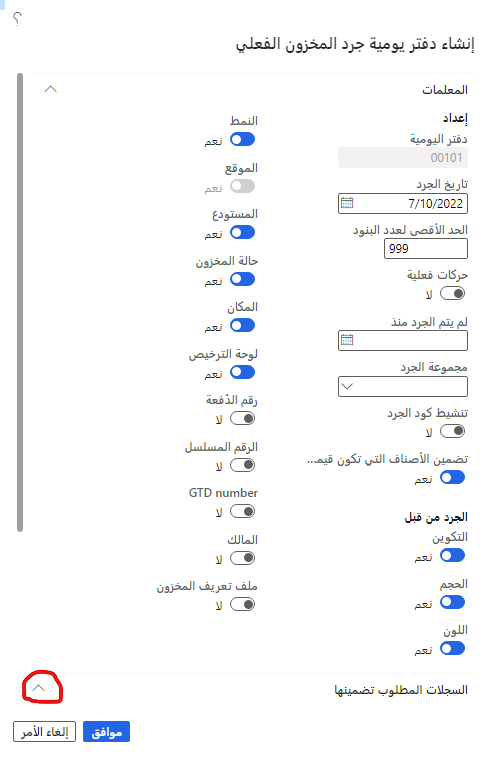 ؟
إنشاء دفتر يومية جرد المخزون الفعلي
المعلمات
إعداد
دفتر اليومية
00101
تاريخ الجرد
7/10/2022
الحد الأقصى لعدد البنود
999
حركات فعلية
لا
لم يتم الجرد منذ
مجموعة الجرد
تنشيط كود الجرد
لا
تضمين الأصناف التي تكون قيمـ...
نعم
الجرد من قبل
التكوين
نعم
الحجم
نعم
اللون
نعم
النمط
نعم
الموقع
نعم
المستودع
نعم
حالة المخزون
نعم
المكان
نعم
لوحة الترخيص
نعم
رقم الدُفعة
لا
الرقم المسلسل
لا
GTD number
لا
المالك
لا
ملف تعريف المخزون
لا
السجلات المطلوب تضمينها
موافق
إلغاء الأمر